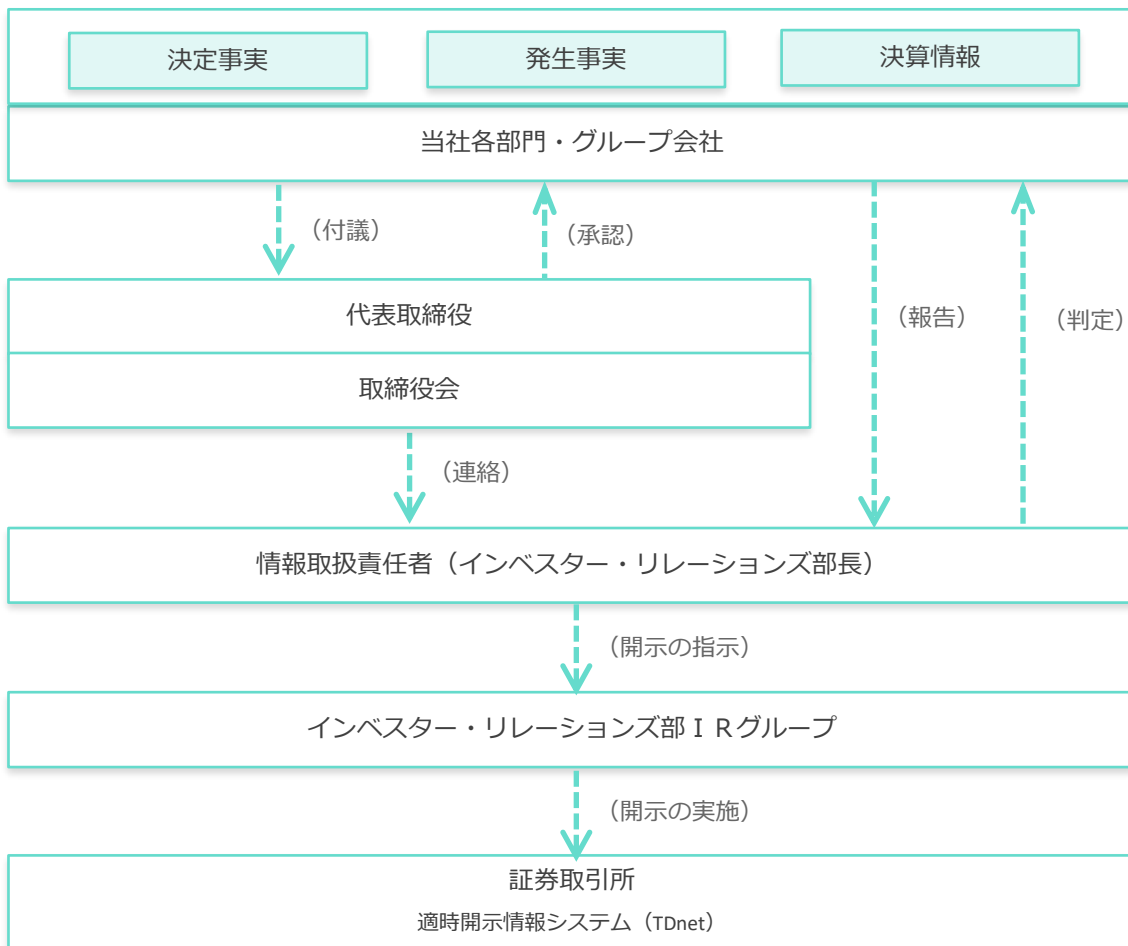 決定事実
発生事実
決算情報
当社各部門・グループ会社
（付議）
（承認）
（報告）
（判定）
代表取締役
取締役会
（連絡）
情報取扱責任者（インベスター・リレーションズ部長）
（開示の指示）
インベスター・リレーションズ部ＩＲグループ
（開示の実施）
証券取引所
適時開示情報システム（TDnet）